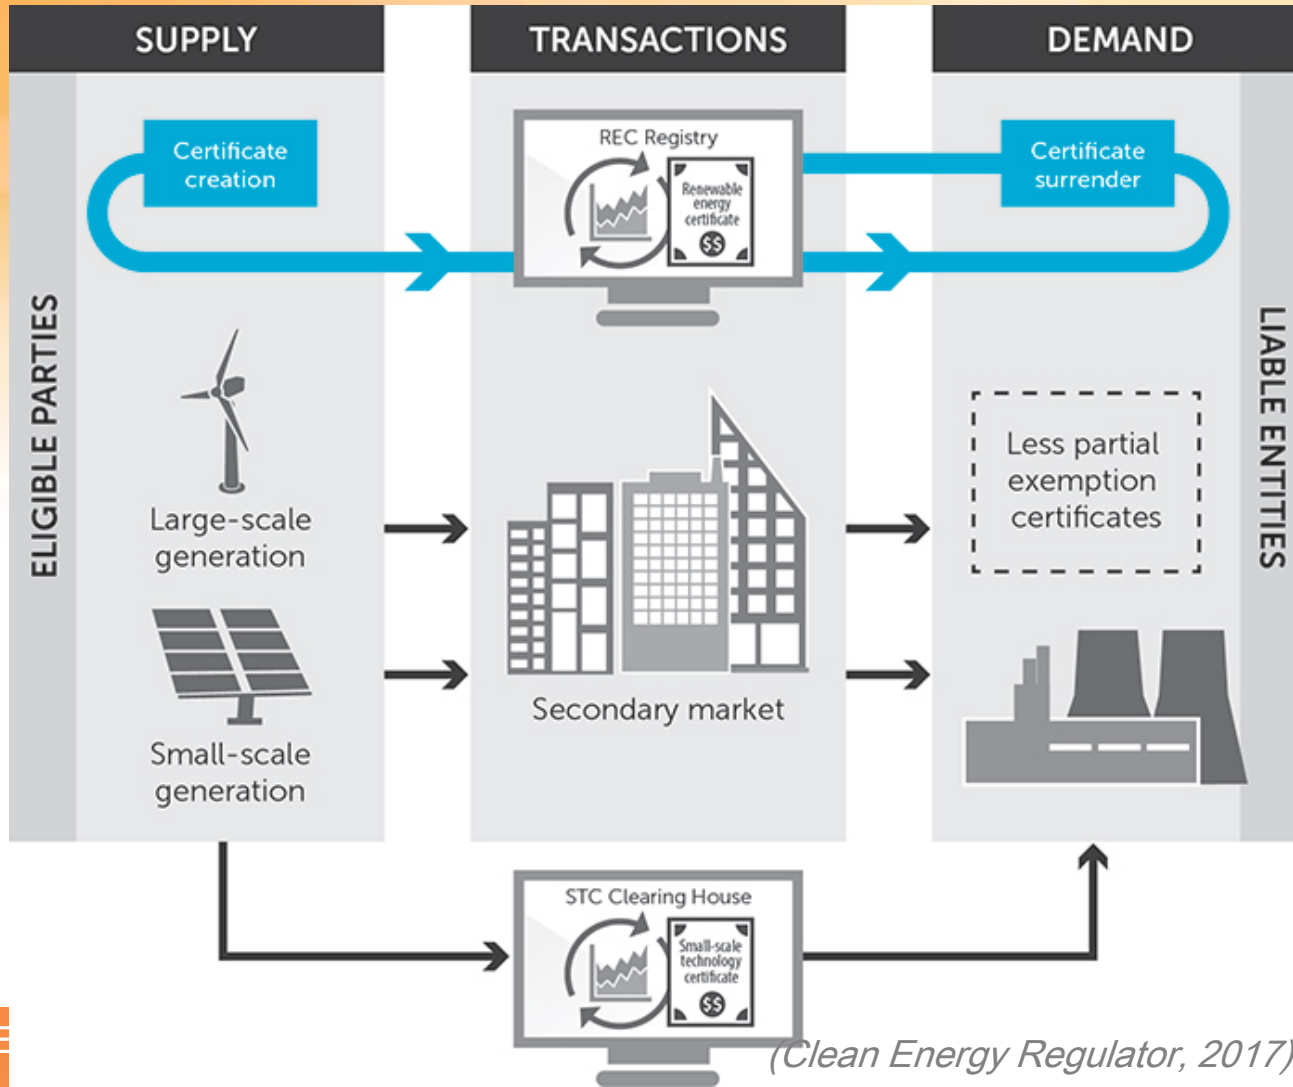 SUPPLY
TRANSACTIONS
DEMAND
ELIGIBLE PARTIES
Certificate
creation
REC Registry
Renewable
energy
certificate
$$
Certificate
surrender
LIABLE ENTITIES
Large-scale
generation
Small-scale
generation
Secondary market
Less partial
exemption
certificates
STC Clearing House
Small-scale
technology
certificate
$$
(Clean Energy Regulator, 2017)